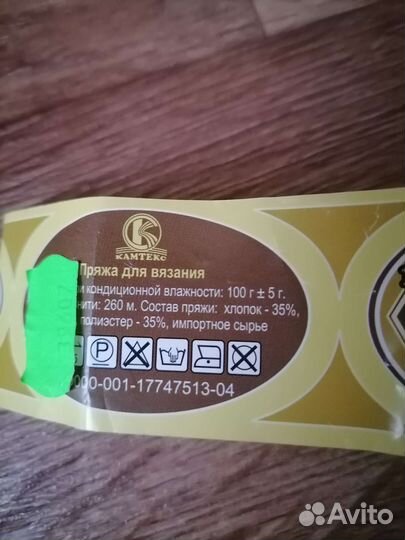 КАМТЕКС
Пряжа для вязания
и кондиционной влажности: 100 г ± 5 г.
нити: 260 м. Состав пряжи: хлопок - 35%,
полиэстер - 35%, импортное сырье
P
000-001-17747513-04
Avito